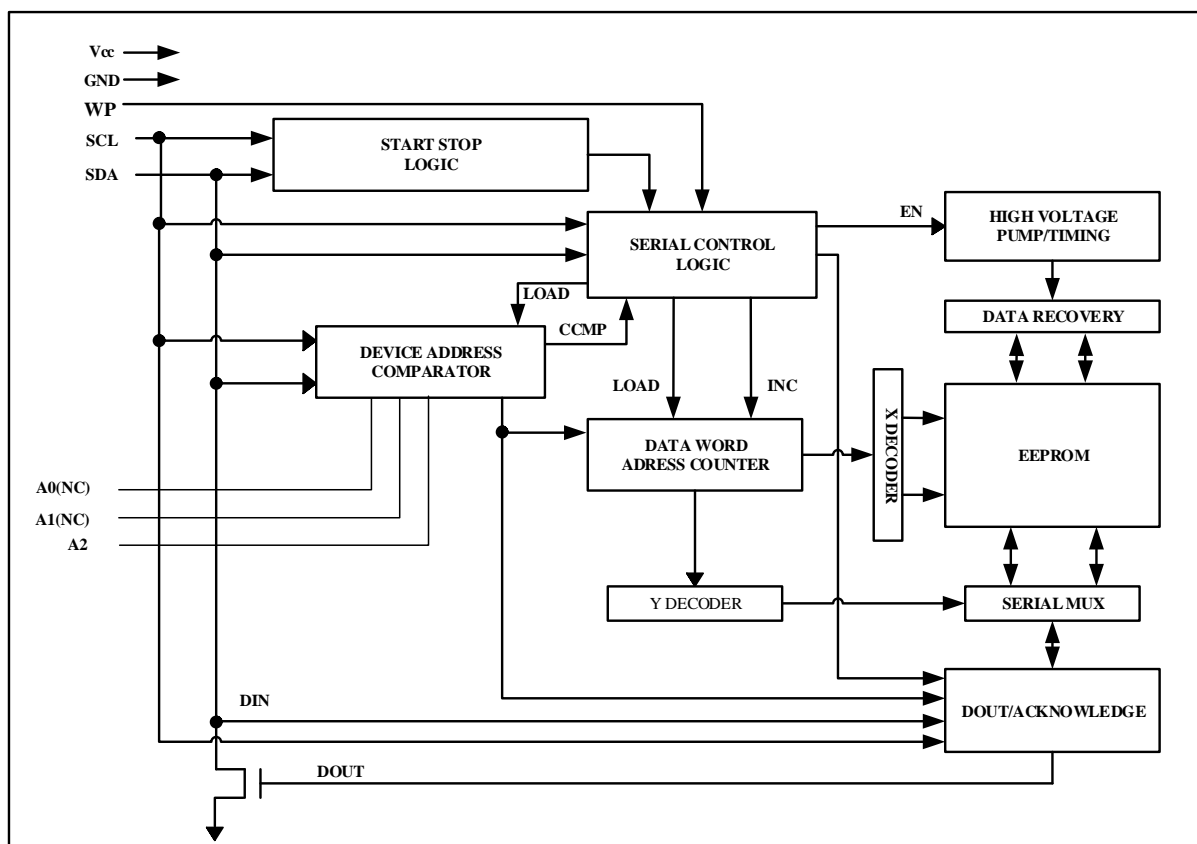 Vcc
GND
WP
SCL
SDA
START STOP
LOGIC
SERIAL CONTROL
LOGIC
EN
HIGH VOLTAGE
PUMP/TIMING
LOAD
CCMP
DATA RECOVERY
DEVICE ADDRESS
COMPARATOR
LOAD
INC
X DECODER
EEPROM
DATA WORD
ADRESS COUNTER
A0(NC)
A1(NC)
A2
Y DECODER
SERIAL MUX
DIN
DOUT/ACKNOWLEDGE
DOUT